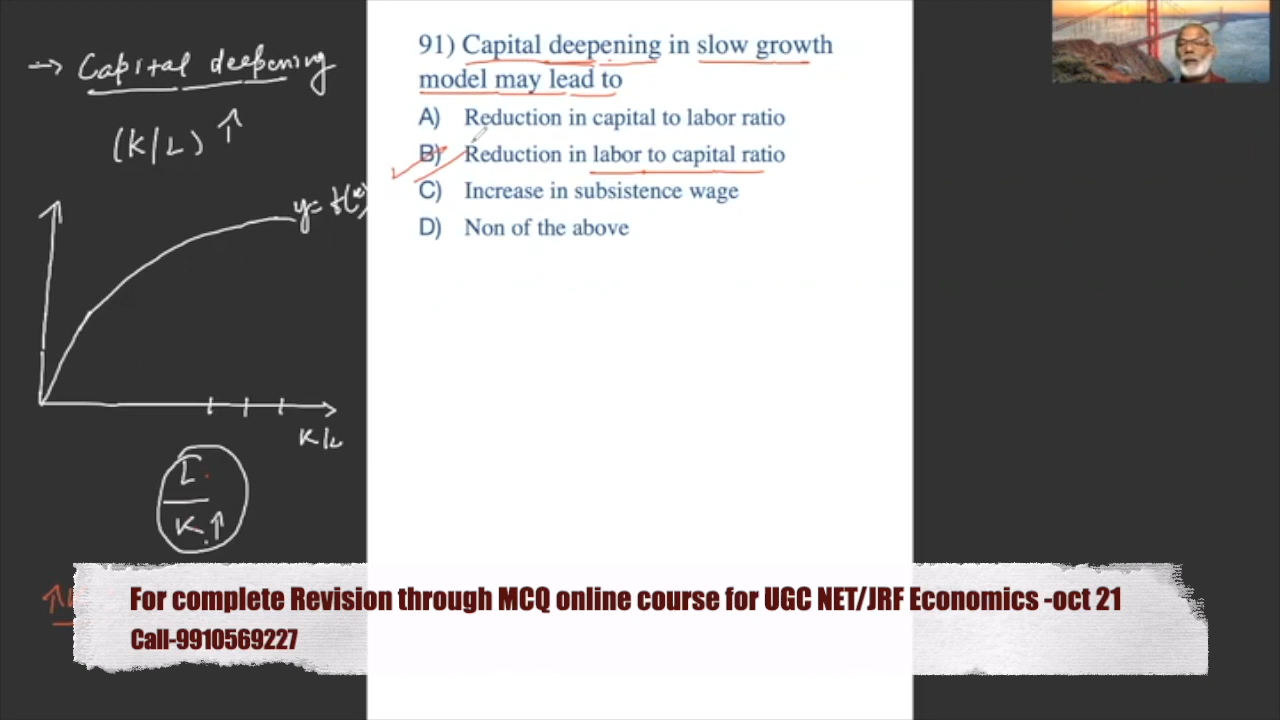 → Capital deepening
(K/L) ↑
y=f(x)
K/L
L
K ↑
91) Capital deepening in slow growth
model may lead to
A) Reduction in capital to labor ratio
B) Reduction in labor to capital ratio
C) Increase in subsistence wage
D) Non of the above
For complete Revision through MCQ online course for UGC NET/JRF Economics -oct 21
Call-9910569227